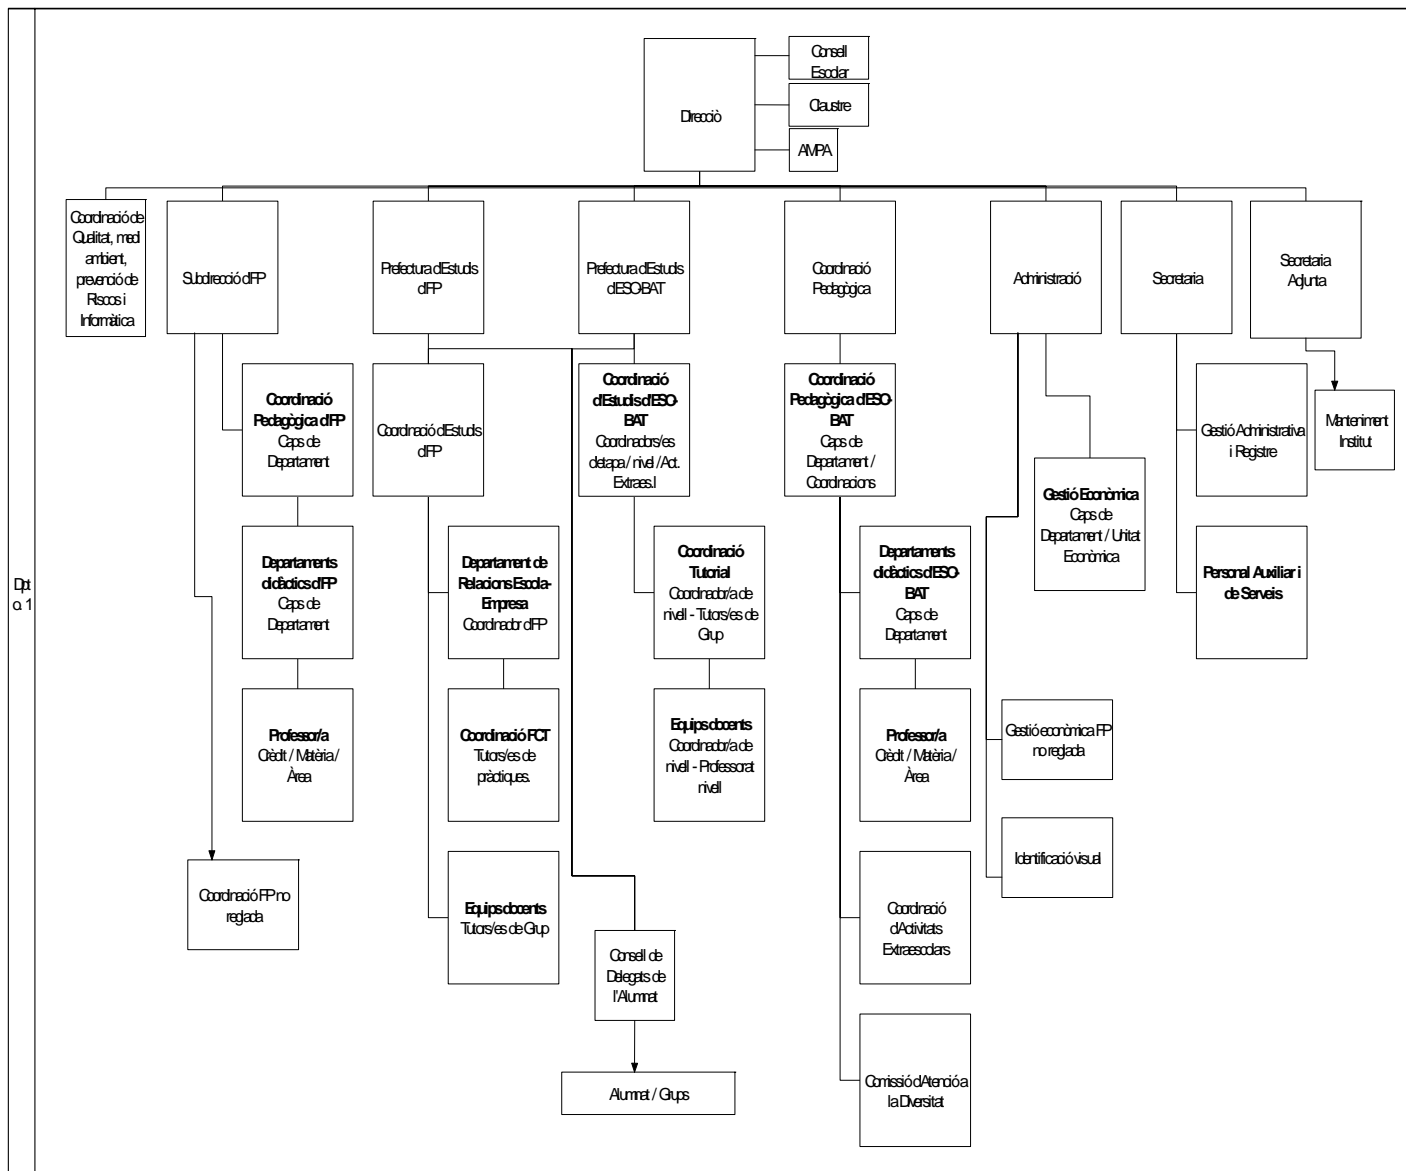 Consell
Escolar
Direcciò
Claustre
AMPA
Coordinació de
Qualitat, medi
ambient,
prevenció de
Riscos i
Informàtica
Subdirecció d'FP
Prefectura d'Estudis
d'FP
Prefectura d'Estudis
d'ESO-BAT
Coordinació
Pedagògica
Administració
Secretaria
Secretaria
Adjunta
Coordinació
Pedagògica d'FP
Caps de
Departament
Coordinació d'Estudis
d'FP
Coordinació
d'Estudis d'ESO-
BAT
Coordinadors/es
d'etapa / nivel / Act.
Extraes.l
Coordinació
Pedagògica d'ESO-
BAT
Caps de
Departament /
Coordinacions
Gestió Administrativa
i Registre
Manteniment
Institut
Gestió Econòmica
Caps de
Departament / Unitat
Econòmica
Departaments
didàctics d'FP
Caps de
Departament
Departament de
Relacions Escola-
Empresa
Coordinador d'FP
Coordinació
Tutorial
Coordinador/a de
nivell - Tutors/es de
Grup
Departaments
didàctics d'ESO-
BAT
Caps de
Departament
Personal Auxiliar i
de Serveis
Dpt
o. 1
Professor/a
Crèdit / Matèria /
Àrea
Coordinació FCT
Tutors/es de
pràctiques.
Equips docents
Coordinador/a de
nivell - Professorat
nivell
Professor/a
Crèdit / Matèria /
Àrea
Gestió econòmica FP
no reglada
Identificació visual
Coordinació FP no
reglada
Equips docents
Tutors/es de Grup
Consell de
Delegats de
l'Alumnat
Coordinació
d'Activitats
Extraescolars
Alumnat / Grups
Comissió d'Atenció a
la Diversitat